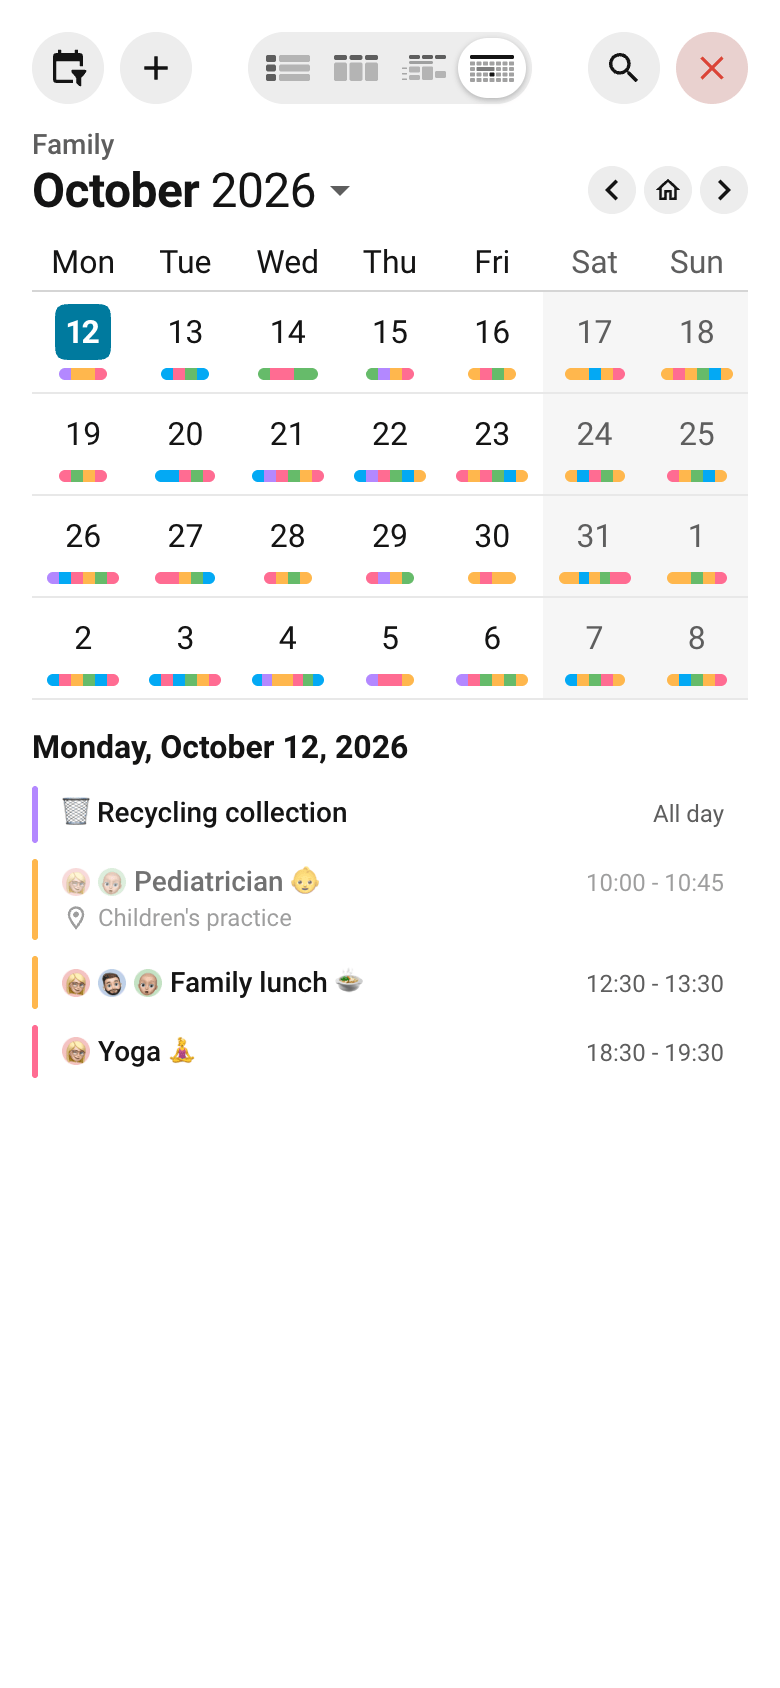 Family
October 2026
Mon Tue Wed Thu Fri Sat Sun
12 13 14 15 16 17 18
19 20 21 22 23 24 25
26 27 28 29 30 31 1
2 3 4 5 6 7 8
Monday, October 12, 2026
Recycling collection All day
Pediatrician 10:00 - 10:45
Children's practice
Family lunch 12:30 - 13:30
Yoga 18:30 - 19:30